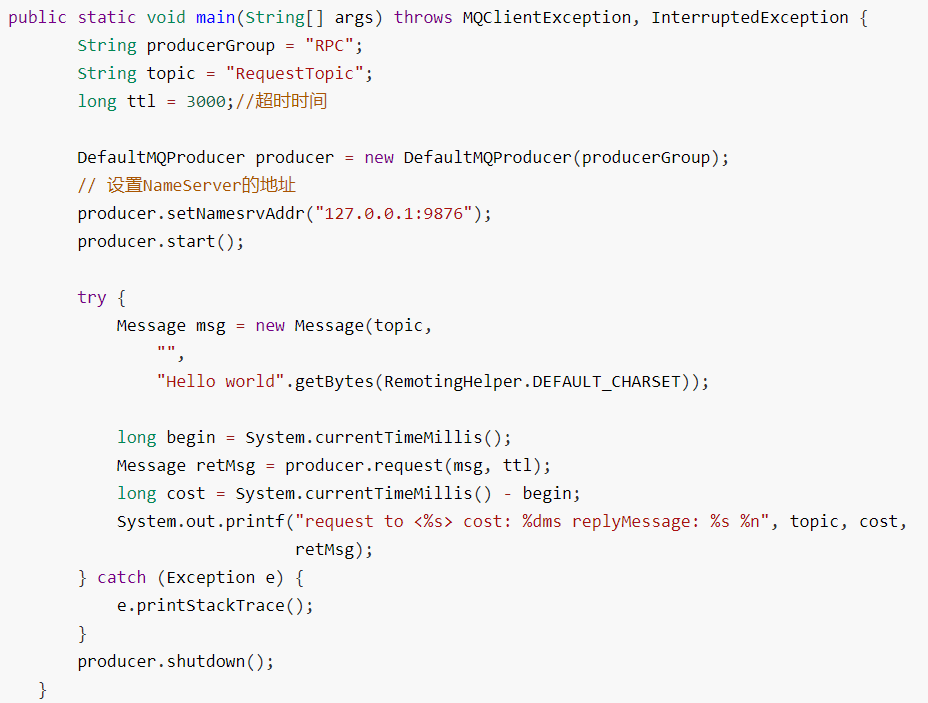 public static void main(String[] args) throws MQClientException, InterruptedException {
String producerGroup = "RPC";
String topic = "RequestTopic";
long ttl = 3000;//超时时间
DefaultMQProducer producer = new DefaultMQProducer(producerGroup);
// 设置NameServer的地址
producer.setNamesrvAddr("127.0.0.1:9876");
producer.start();
try {
Message msg = new Message(topic,
"",
"Hello world".getBytes(RemotingHelper.DEFAULT_CHARSET));
long begin = System.currentTimeMillis();
Message retMsg = producer.request(msg, ttl);
long cost = System.currentTimeMillis() - begin;
System.out.printf("request to <%s> cost: %dms replyMessage: %s %n", topic, cost,
retMsg);
} catch (Exception e) {
e.printStackTrace();
}
producer.shutdown();
}